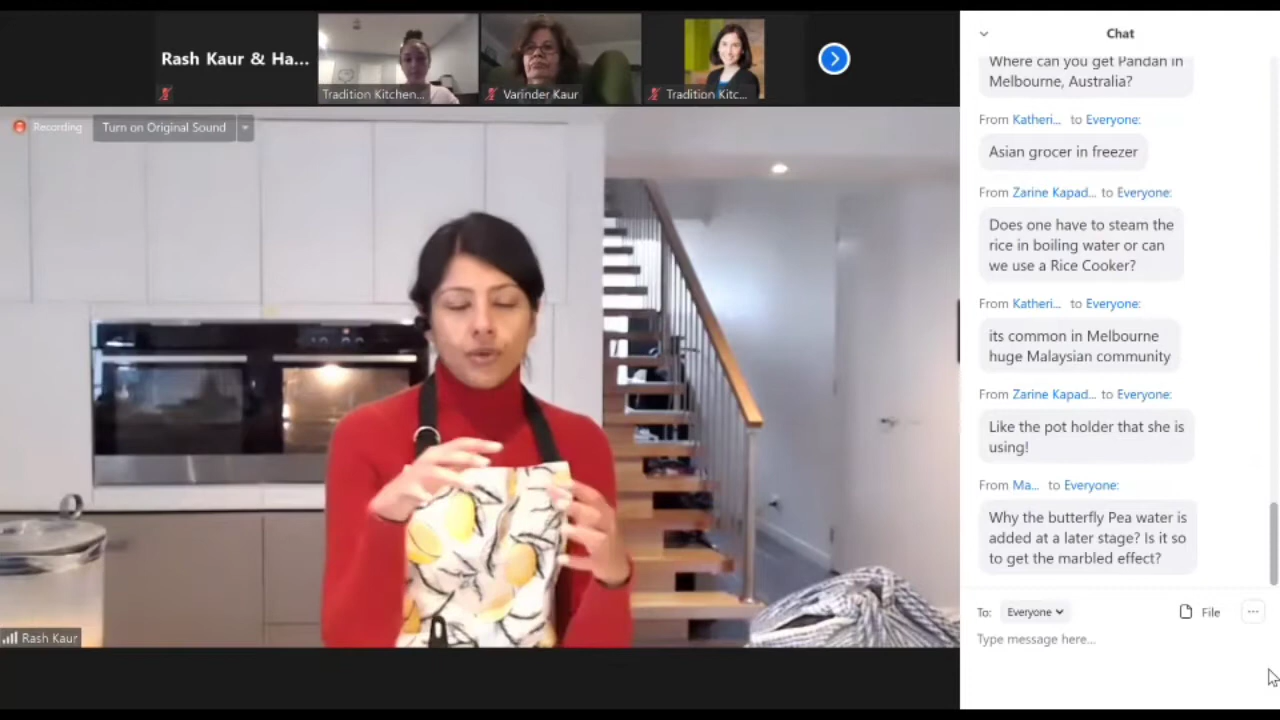 Rash Kaur & Ha...
Tradition Kitchen...
Varinder Kaur
Tradition Kitc...
Recording
Turn on Original Sound
Rash Kaur
Chat
Where can you get Pandan in
Melbourne, Australia?
From Katheri... to Everyone:
Asian grocer in freezer
From Zarine Kapad... to Everyone:
Does one have to steam the
rice in boiling water or can
we use a Rice Cooker?
From Katheri... to Everyone:
its common in Melbourne
huge Malaysian community
From Zarine Kapad... to Everyone:
Like the pot holder that she is
using!
From Ma... to Everyone:
Why the butterfly Pea water is
added at a later stage? Is it so
to get the marbled effect?
To: Everyone
File
Type message here...